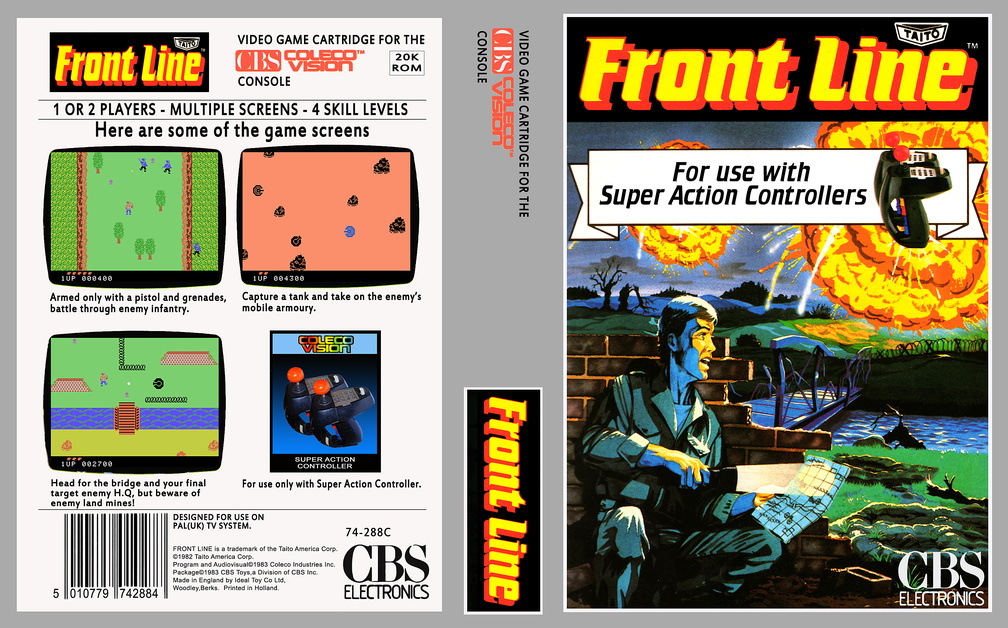 Front Line
TAITO
™
VIDEO GAME CARTRIDGE FOR THE
CBS COLECO VISION™
CONSOLE
20K
ROM
1 OR 2 PLAYERS - MULTIPLE SCREENS - 4 SKILL LEVELS
Here are some of the game screens
1UP 000400
1UP 004300
Armed only with a pistol and grenades,
battle through enemy infantry.
Capture a tank and take on the enemy's
mobile armoury.
1UP 002700
COLECO
VISION
SUPER ACTION
CONTROLLER
Head for the bridge and your final
target enemy H.Q, but beware of
enemy land mines!
For use only with Super Action Controller.
DESIGNED FOR USE ON
PAL(UK) TV SYSTEM.
74-288C
FRONT LINE is a trademark of the Taito America Corp.
©1982 Taito America Corp.
Program and Audiovisual©1983 Coleco Industries Inc.
Package©1983 CBS Toys,a Division of CBS Inc.
Made in England by Ideal Toy Co Ltd,
Woodley,Berks. Printed in Holland.
5 010779 742884
CBS
ELECTRONICS
VIDEO GAME CARTRIDGE FOR THE
CBS COLECO VISION™
CONSOLE
Front Line
TAITO
Front Line
™
For use with
Super Action Controllers
CBS
ELECTRONICS